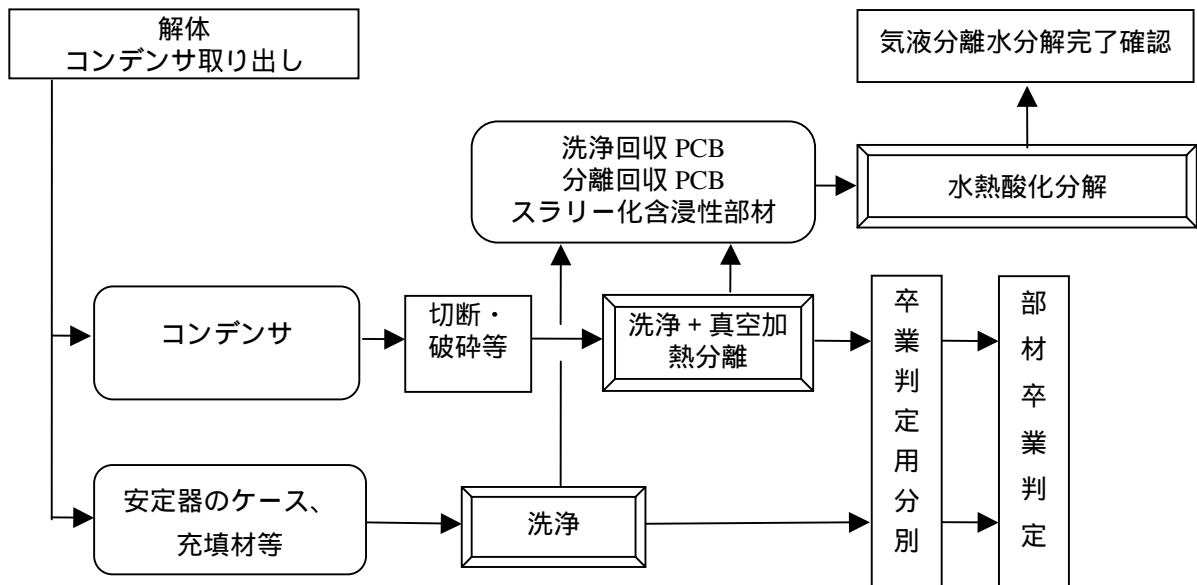 解体
コンデンサ取り出し
気液分離水分解完了確認
洗浄回収 PCB
分離回収 PCB
スラリー化含浸性部材
水熱酸化分解
コンデンサ
切断・
破砕等
洗浄 + 真空加
熱分離
卒業判定用分別
部材卒業判定
安定器のケース、
充填材等
洗浄